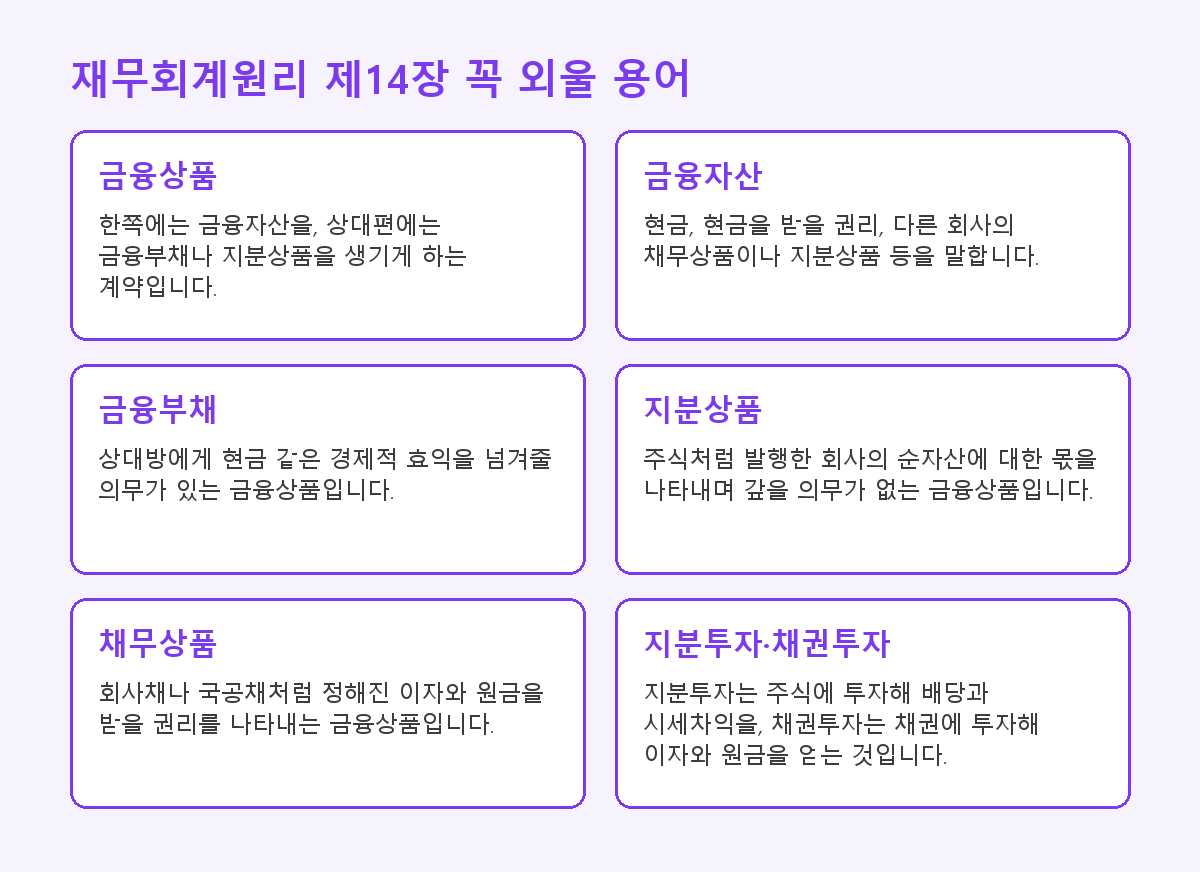 재무회계원리 제14장 꼭 외울 용어
금융상품
한쪽에는 금융자산을, 상대편에는
금융부채나 지분상품을 생기게 하는
계약입니다.
금융자산
현금, 현금을 받을 권리, 다른 회사의
채무상품이나 지분상품 등을 말합니다.
금융부채
상대방에게 현금 같은 경제적 효익을 넘겨줄
의무가 있는 금융상품입니다.
지분상품
주식처럼 발행한 회사의 순자산에 대한 몫을
나타내며 갚을 의무가 없는 금융상품입니다.
채무상품
회사채나 국공채처럼 정해진 이자와 원금을
받을 권리를 나타내는 금융상품입니다.
지분투자·채권투자
지분투자는 주식에 투자해 배당과
시세차익을, 채권투자는 채권에 투자해
이자와 원금을 얻는 것입니다.